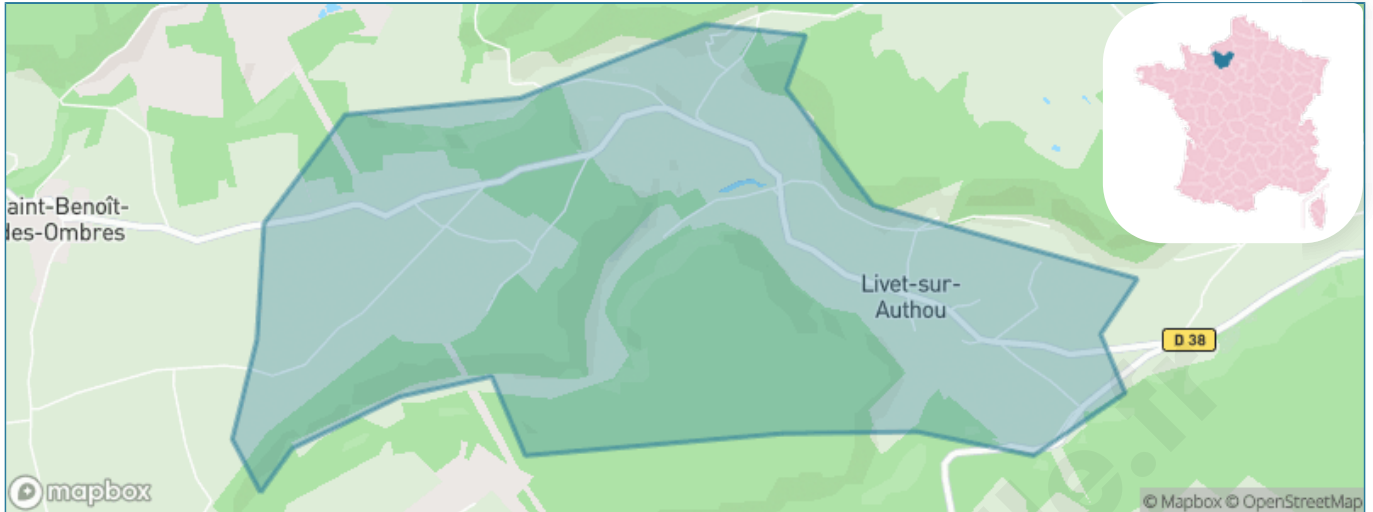 aint-Benoît-
des-Ombres
Livet-sur-
Authou
D 38
mapbox
© Mapbox © OpenStreetMap